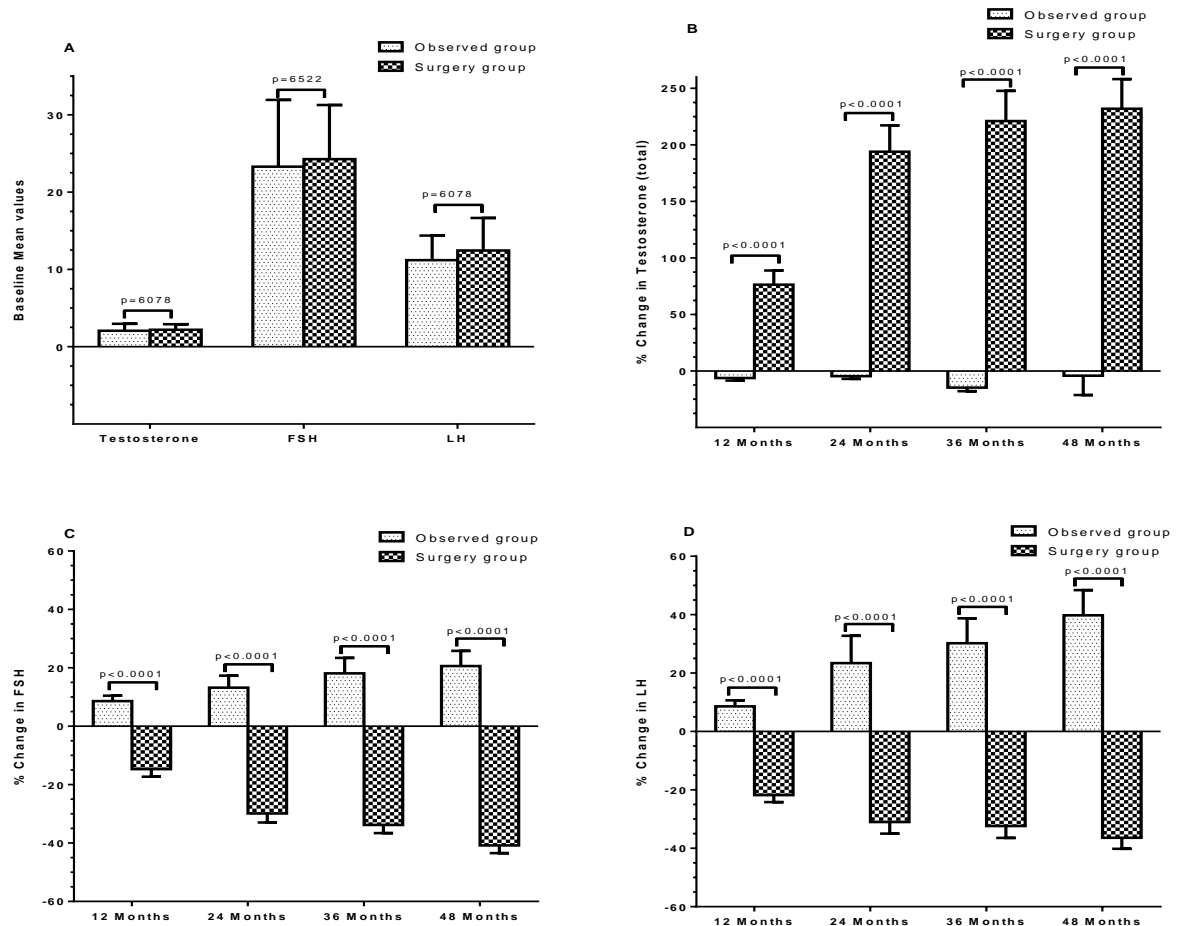 A
Observed group
Surgery group
Baseline Mean values
30
20
10
0
p=6078
p=6522
p=6078
Testosterone FSH LH
B
Observed group
Surgery group
% Change in Testosterone (total)
250
200
150
100
50
0
p<0.0001
p<0.0001
p<0.0001
p<0.0001
12 Months 24 Months 36 Months 48 Months
C
Observed group
Surgery group
% Change in FSH
60
40
20
0
-20
-40
-60
p<0.0001
p<0.0001
p<0.0001
p<0.0001
12 Months 24 Months 36 Months 48 Months
D
Observed group
Surgery group
% Change in LH
60
40
20
0
-20
-40
-60
p<0.0001
p<0.0001
p<0.0001
p<0.0001
12 Months 24 Months 36 Months 48 Months